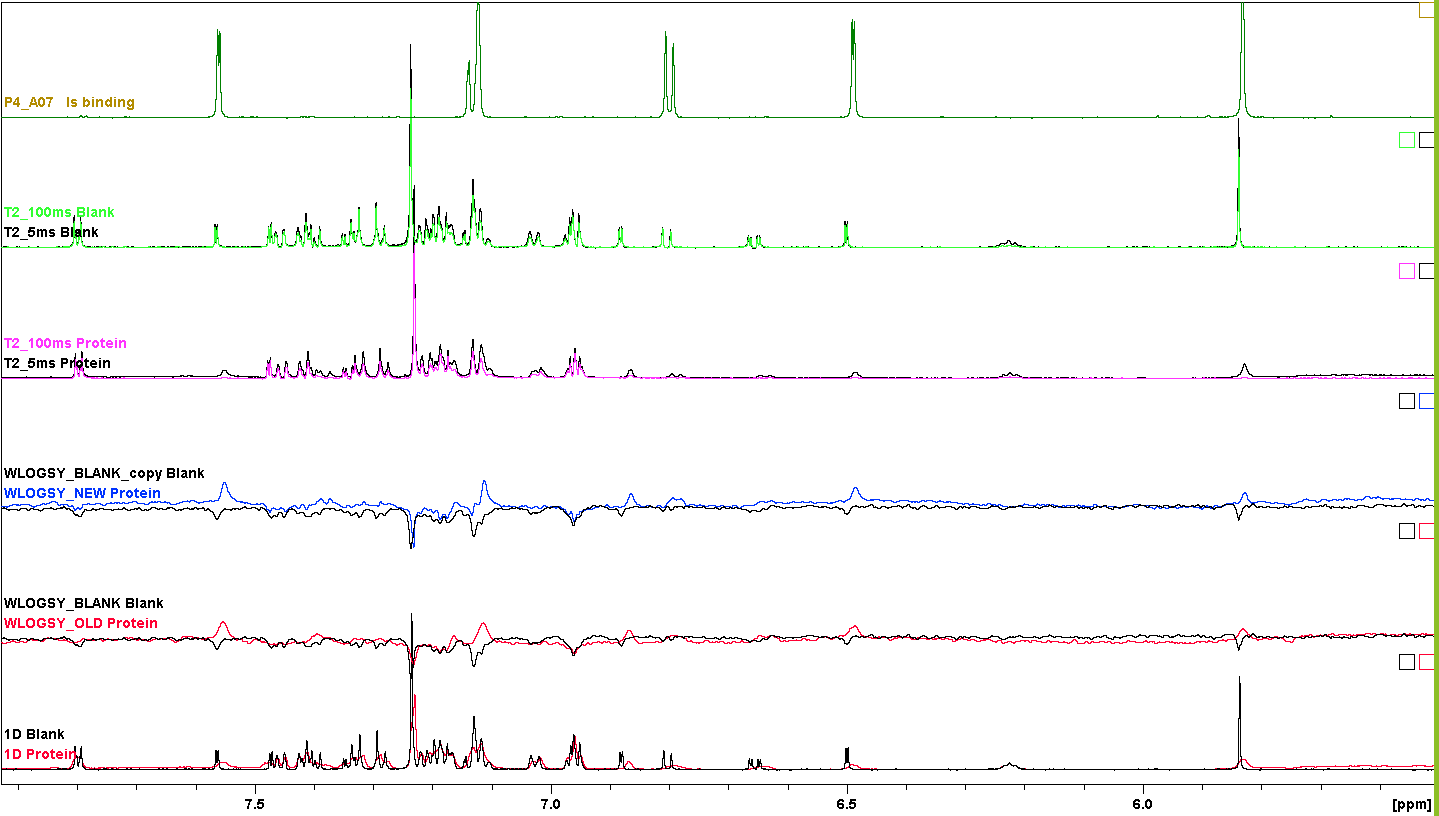 P4_A07 Is binding
T2_100ms Blank
T2_5ms Blank
T2_100ms Protein
T2_5ms Protein
WLOGSY_BLANK_copy Blank
WLOGSY_NEW Protein
WLOGSY_BLANK Blank
WLOGSY_OLD Protein
1D Blank
1D Protein
7.5 7.0 6.5 6.0 [ppm]